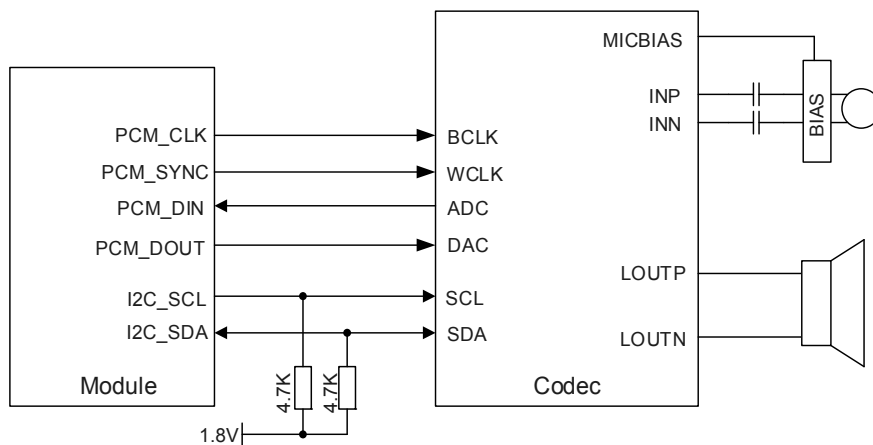 MICBIAS
INP
INN
BIAS
PCM_CLK
BCLK
PCM_SYNC
WCLK
PCM_DIN
ADC
PCM_DOUT
DAC
LOUTP
I2C_SCL
SCL
I2C_SDA
SDA
LOUTN
4.7K
4.7K
Module
Codec
1.8V